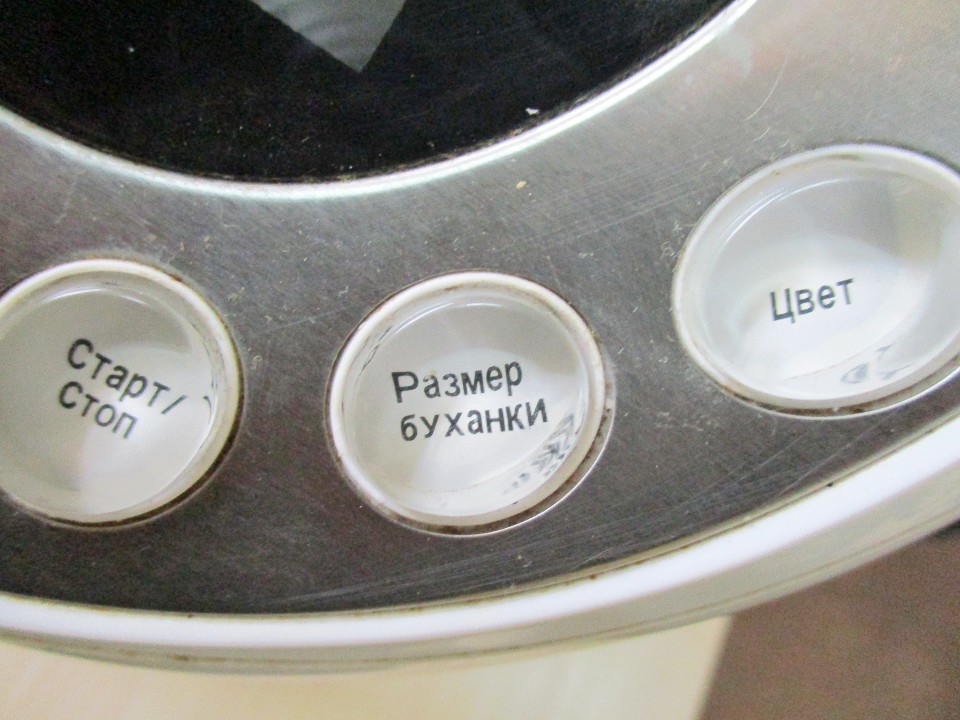 Старт/
Стоп
Размер
буханки
Цвет